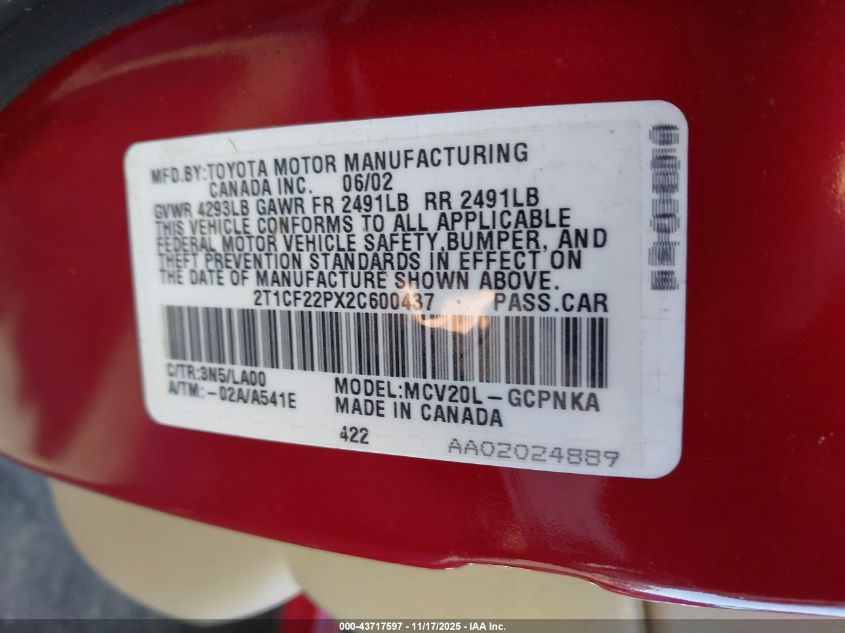 MFD.BY:TOYOTA MOTOR MANUFACTURING
CANADA INC. 06/02
GVWR 4293LB GAWR FR 2491LB RR 2491LB
THIS VEHICLE CONFORMS TO ALL APPLICABLE
FEDERAL MOTOR VEHICLE SAFETY,BUMPER, AND
THEFT PREVENTION STANDARDS IN EFFECT ON
THE DATE OF MANUFACTURE SHOWN ABOVE.
2T1CF22PX2C600437 PASS.CAR
C/TR:3N5/LA00
A/TM:-02A/A541E
MODEL:MCV20L-GCPNKA
MADE IN CANADA
422
AA02024889
000-43717597 - 11/17/2025 - IAA Inc.